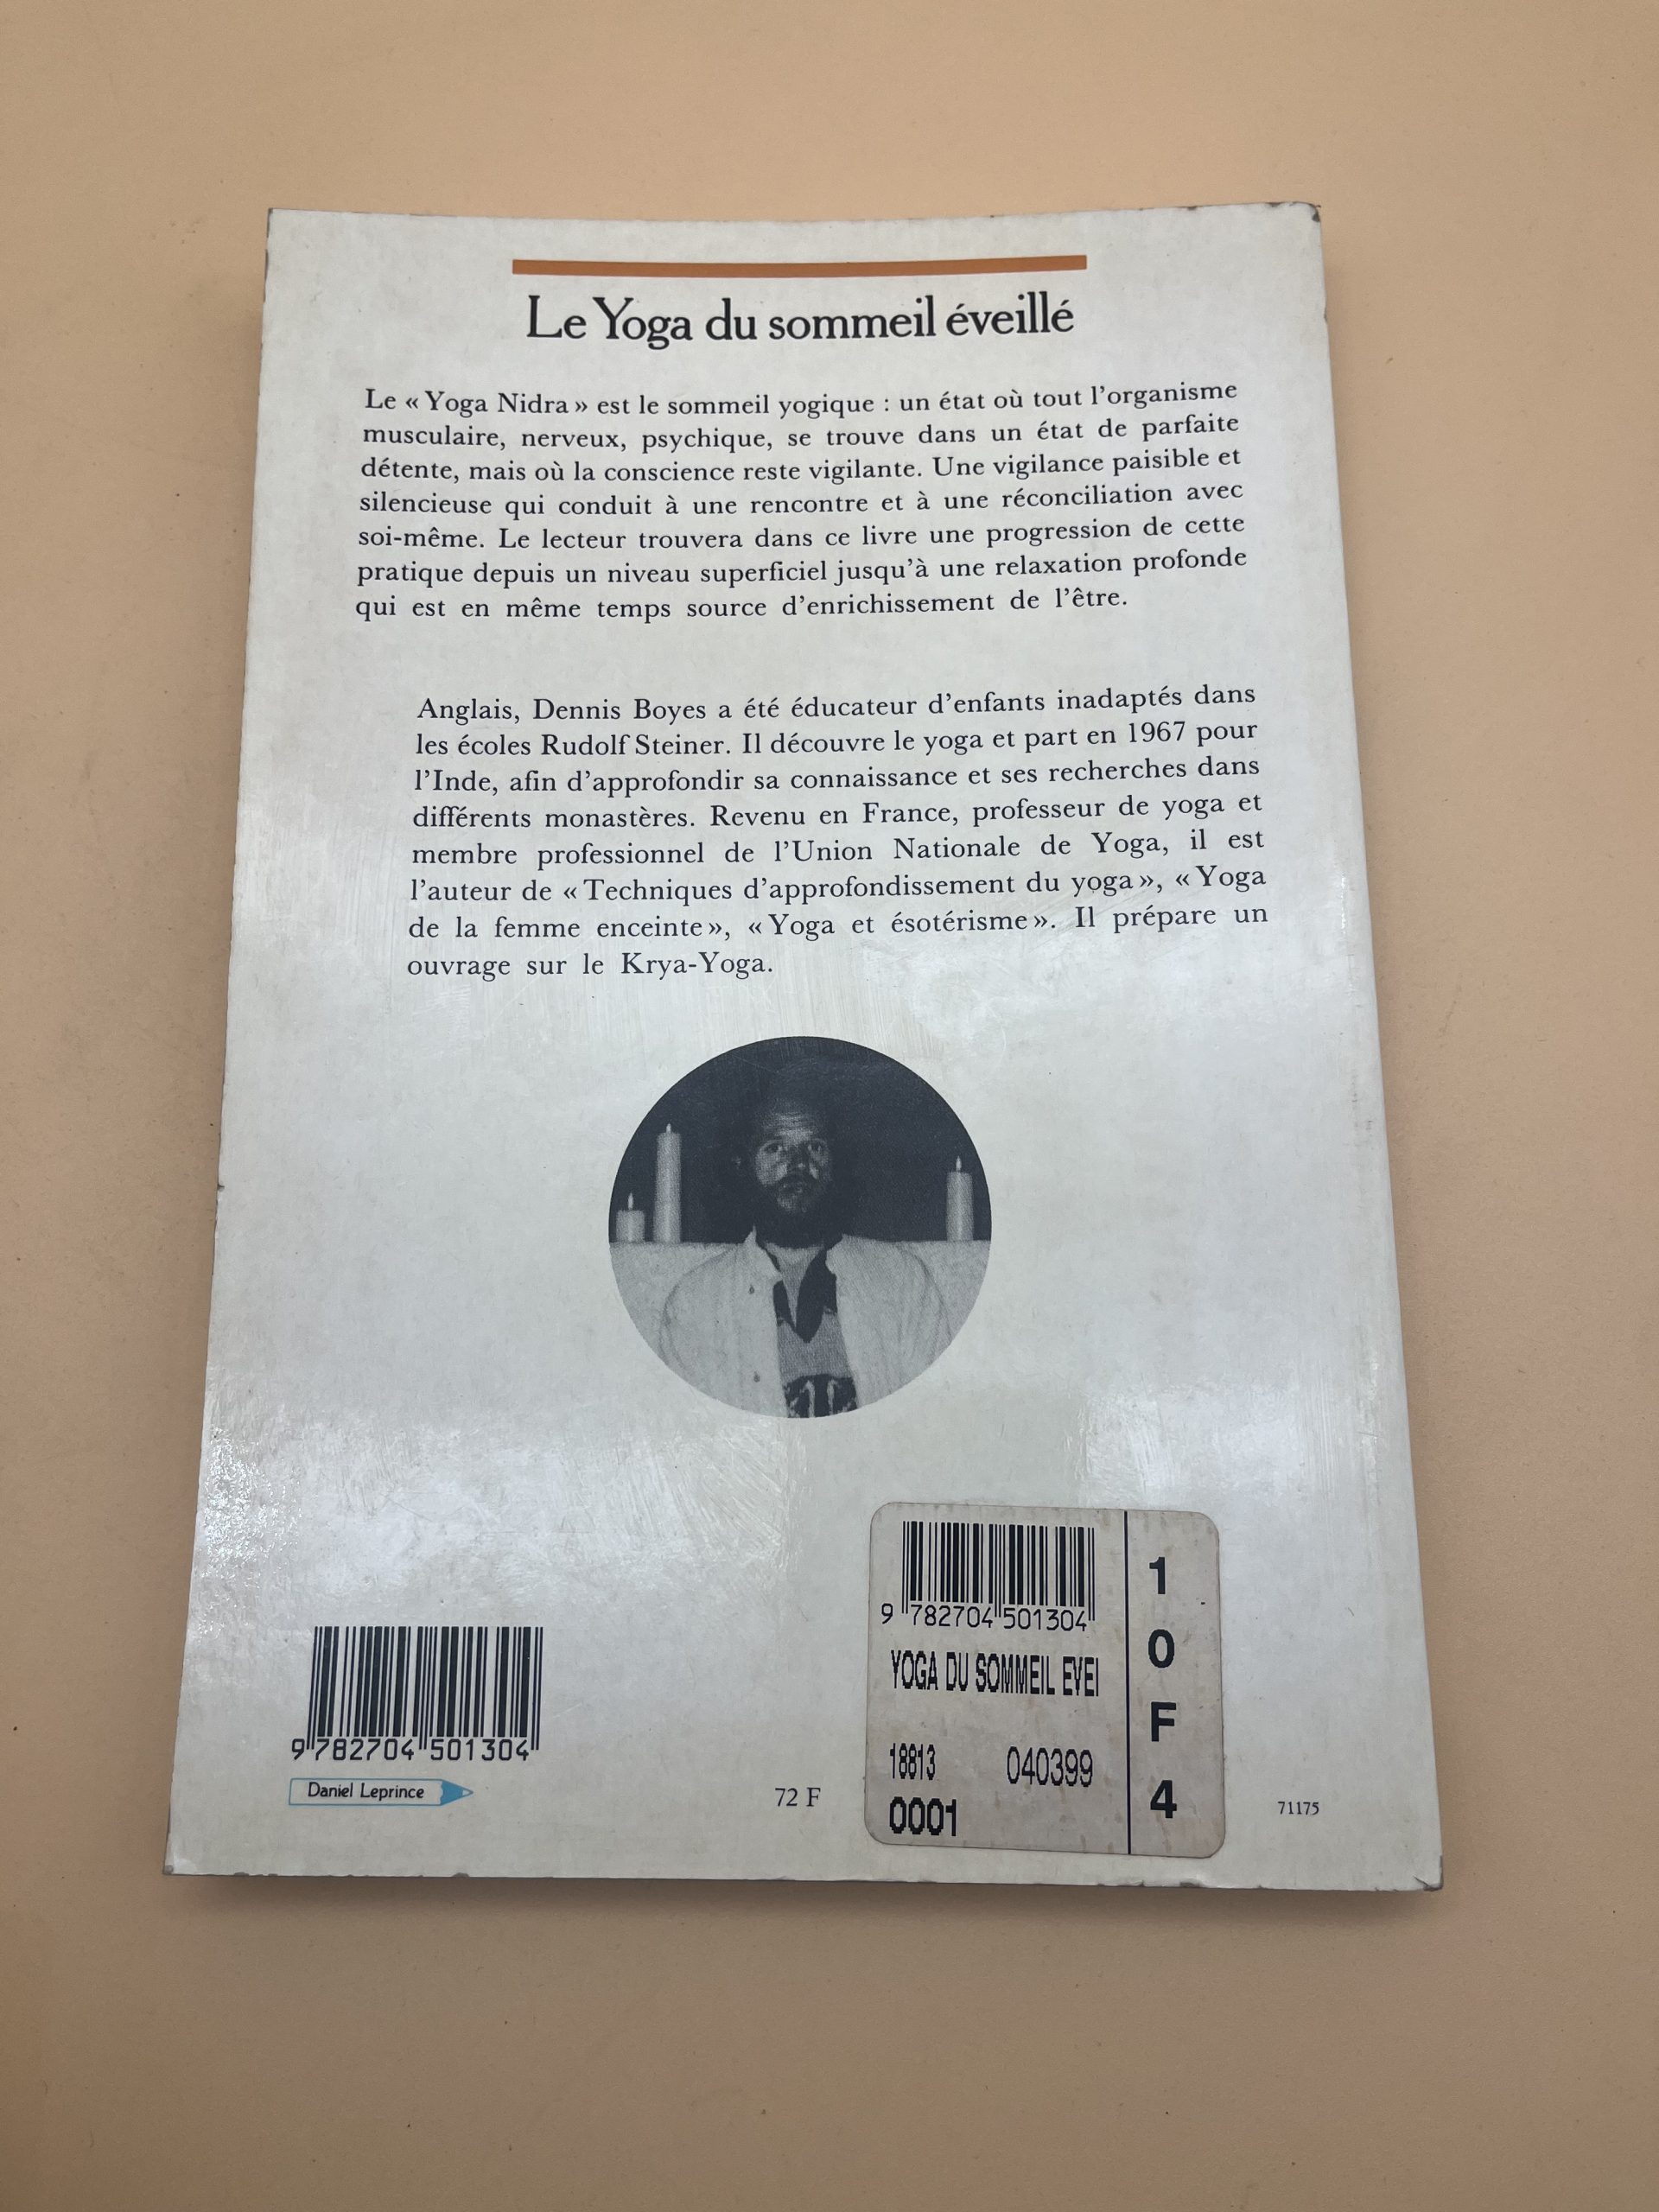 Le Yoga du sommeil éveillé
Le « Yoga Nidra » est le sommeil yogique : un état où tout l'organisme
musculaire, nerveux, psychique, se trouve dans un état de parfaite
détente, mais où la conscience reste vigilante. Une vigilance paisible et
silencieuse qui conduit à une rencontre et à une réconciliation avec
soi-même. Le lecteur trouvera dans ce livre une progression de cette
pratique depuis un niveau superficiel jusqu'à une relaxation profonde
qui est en même temps source d'enrichissement de l'être.
Anglais, Dennis Boyes a été éducateur d'enfants inadaptés dans
les écoles Rudolf Steiner. Il découvre le yoga et part en 1967 pour
l'Inde, afin d'approfondir sa connaissance et ses recherches dans
différents monastères. Revenu en France, professeur de yoga et
membre professionnel de l'Union Nationale de Yoga, il est
l'auteur de « Techniques d'approfondissement du yoga », « Yoga
de la femme enceinte », « Yoga et ésotérisme ». Il prépare un
ouvrage sur le Krya-Yoga.
9 782704 501304
Daniel Leprince
72 F
9 782704 501304
YOGA DU SOMMEIL EVEI
18813 040399
0001
1
0
F
4
71175